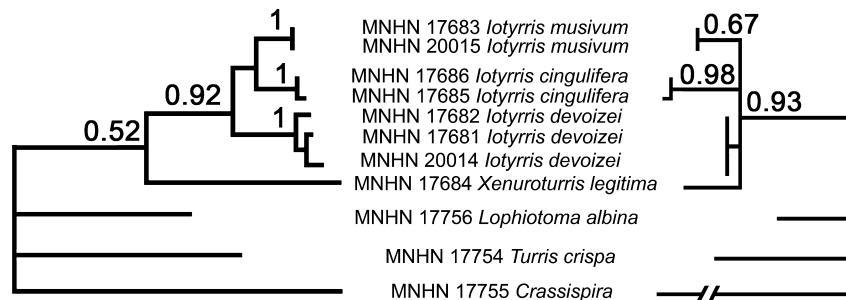 1
0.67
MNHN 17683 Iotyrris musivum
MNHN 20015 Iotyrris musivum
1
0.98
MNHN 17686 Iotyrris cingulifera
MNHN 17685 Iotyrris cingulifera
0.92
0.93
1
MNHN 17682 Iotyrris devoizei
0.52
MNHN 17681 Iotyrris devoizei
MNHN 20014 Iotyrris devoizei
MNHN 17684 Xenuroturris legitima
MNHN 17756 Lophiotoma albina
MNHN 17754 Turris crispa
MNHN 17755 Crassispira